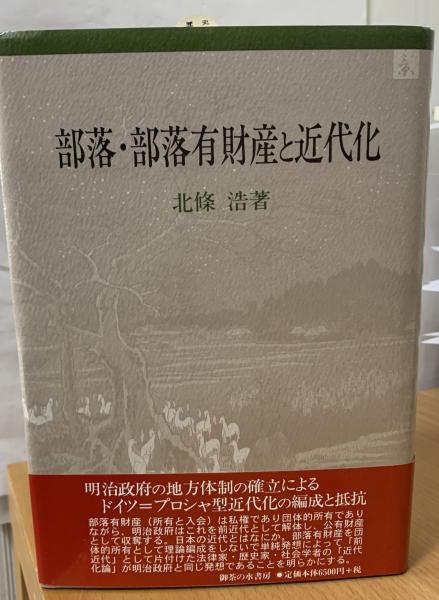 部落・部落有財産と近代化
北條 浩著
明治政府の地方体制の確立による
ドイツ=プロシャ型近代化の編成と抵抗
部落有財産（所有と入会）は私権であり団体的所有であり
ながら、明治政府はこれを前近代として解体し、公有財産
として収奪する。日本の近代とはなにか。部落有財産を団
体的所有として理論編成をしないで単純発想によって「前
近代」として片付けた法律家・歴史家・社会学者の「近代
化論」が明治政府と同じ発想であることを明らかにする。
御茶の水書房 ◦定価本体6500円+税